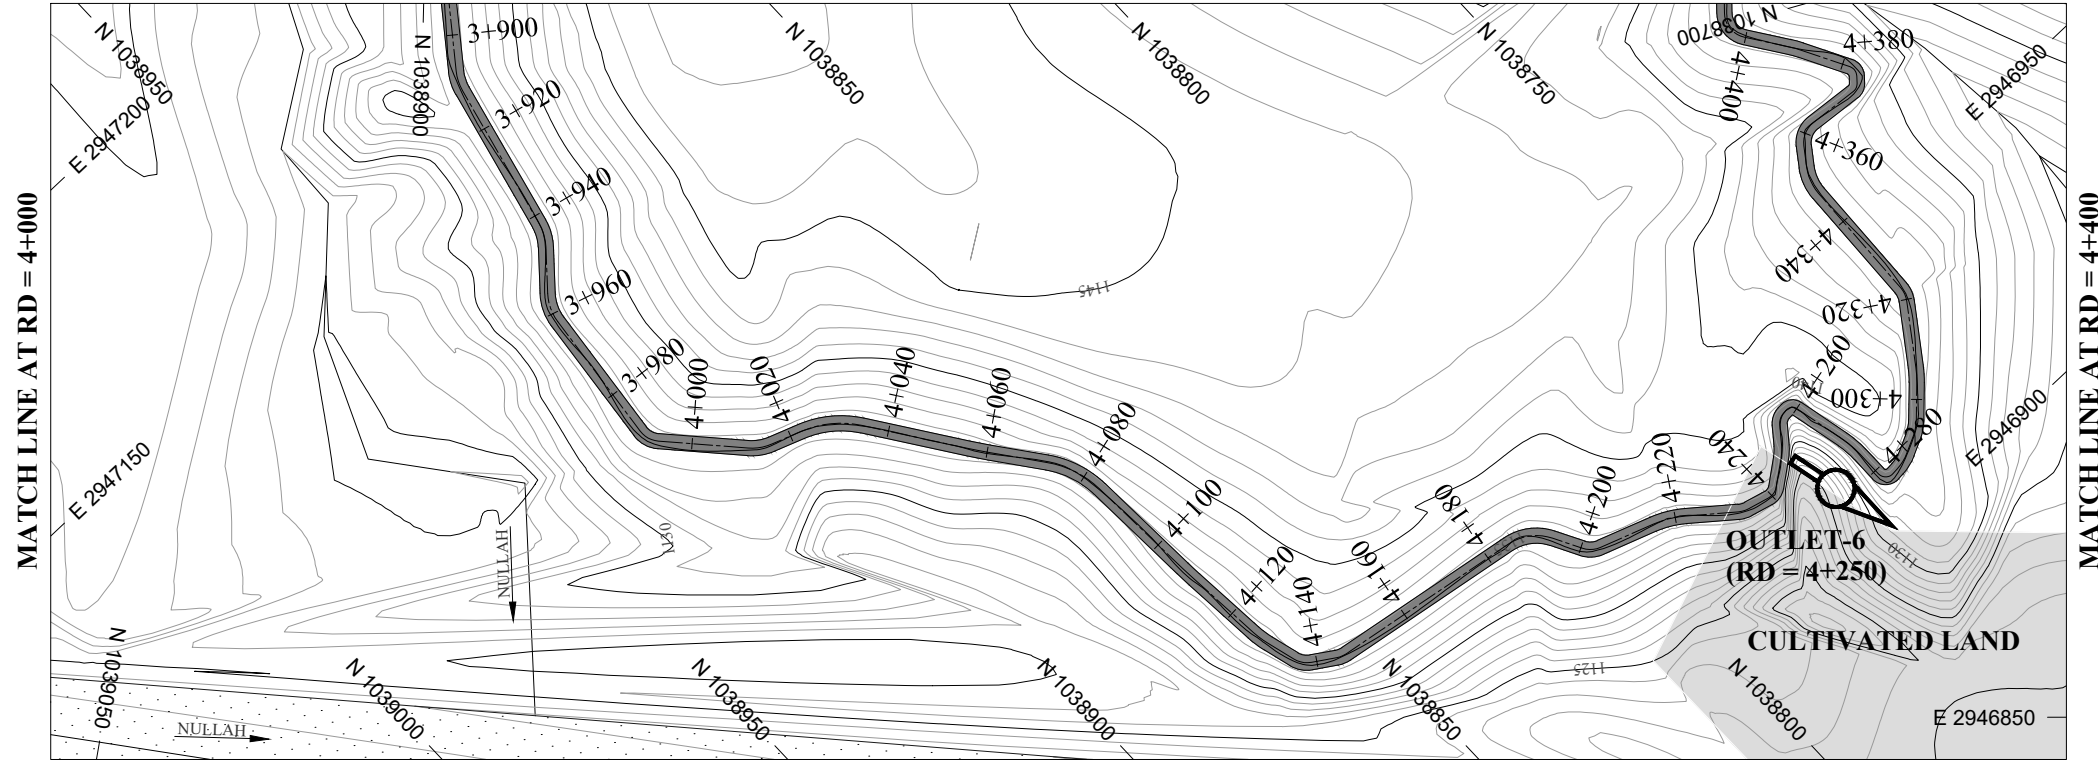 MATCH LINE AT RD = 4+000
N 1038950
E 2947200
N 1038900
3+900
3+920
3+940
3+960
3+980
N 1038850
N 1038800
N 1038750
N 1038700
4+380
4+400
4+360
4+340
4+320
4+300
4+280
4+260
4+240
4+220
4+200
4+180
4+160
4+140
4+120
4+100
4+080
4+060
4+040
4+020
4+000
1145
E 2946950
E 2946900
E 2947150
NULLAH
1130
OUTLET-6
(RD = 4+250)
1125
CULTIVATED LAND
N 1039050
N 1039000
N 1038950
N 1038900
N 1038850
N 1038800
E 2946850
NULLAH
MATCH LINE AT RD = 4+400